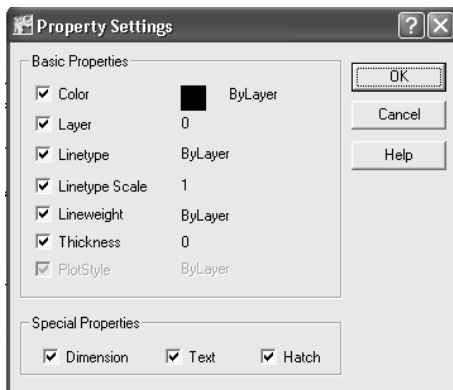 Property Settings
Basic Properties
Color ByLayer
Layer 0
Linetype ByLayer
Linetype Scale 1
Lineweight ByLayer
Thickness 0
PlotStyle ByLayer
OK
Cancel
Help
Special Properties
Dimension Text Hatch